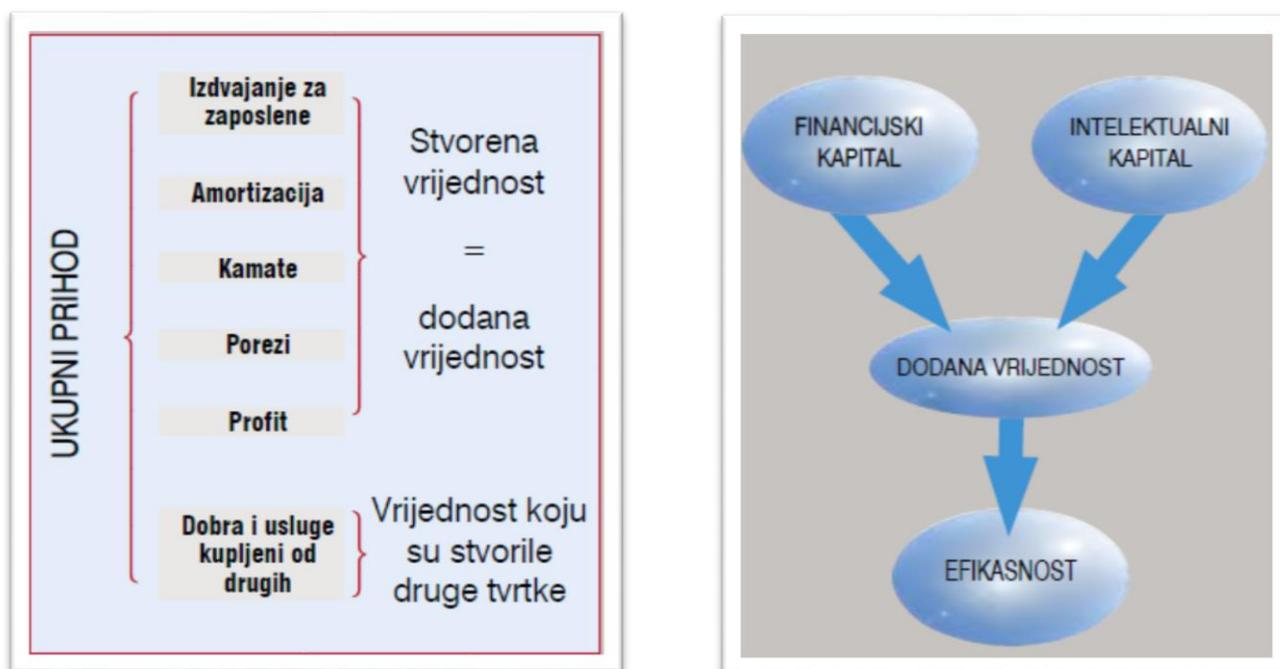 UKUPNI PRIHOD
Izdvajanje za
zaposlene
Amortizacija
Kamate
Porezi
Profit
Stvorena
vrijednost
=
dodana
vrijednost
Dobra i usluge
kupljeni od
drugih
Vrijednost koju
su stvorile
druge tvrtke
FINANCIJSKI
KAPITAL
INTELEKTUALNI
KAPITAL
DODANA VRIJEDNOST
EFIKASNOST